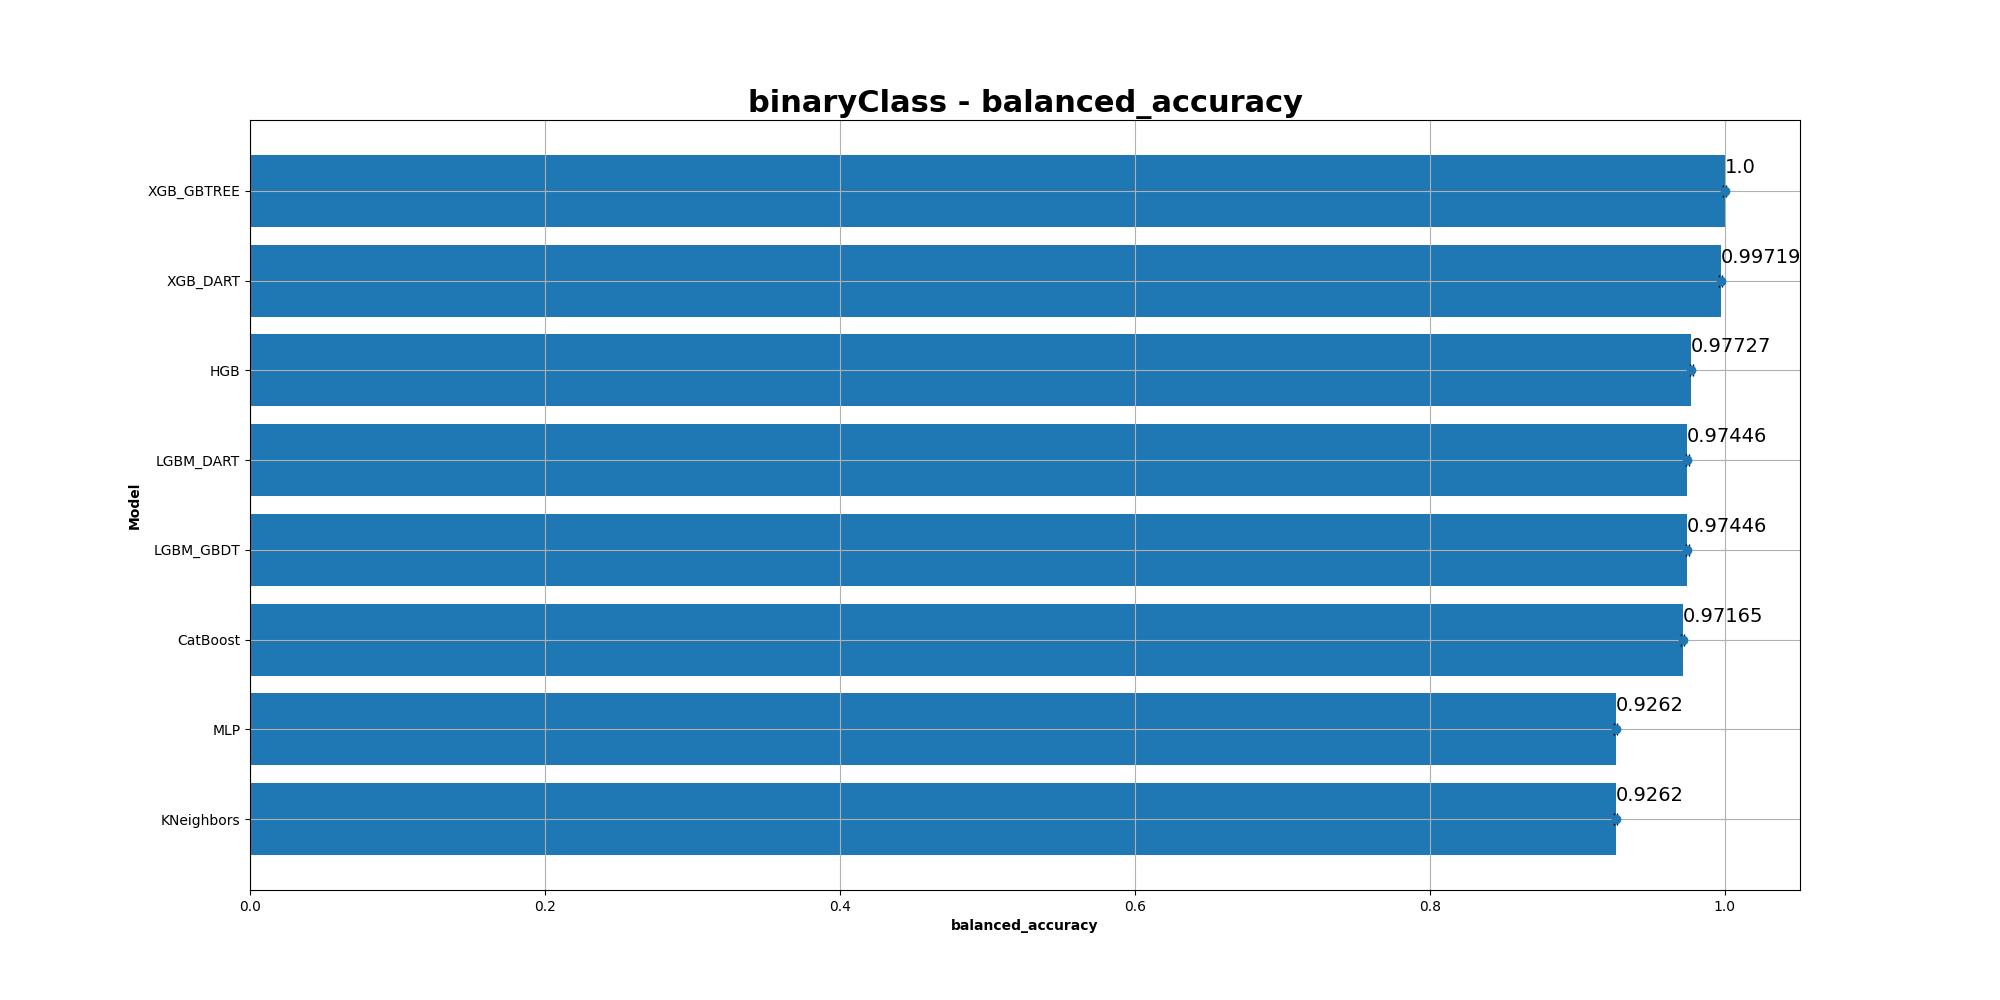 binaryClass - balanced_accuracy
XGB_GBTREE
1.0
XGB_DART
0.99719
HGB
0.97727
LGBM_DART
0.97446
Model
LGBM_GBDT
0.97446
CatBoost
0.97165
MLP
0.9262
KNeighbors
0.9262
0.0 0.2 0.4 0.6 0.8 1.0
balanced_accuracy